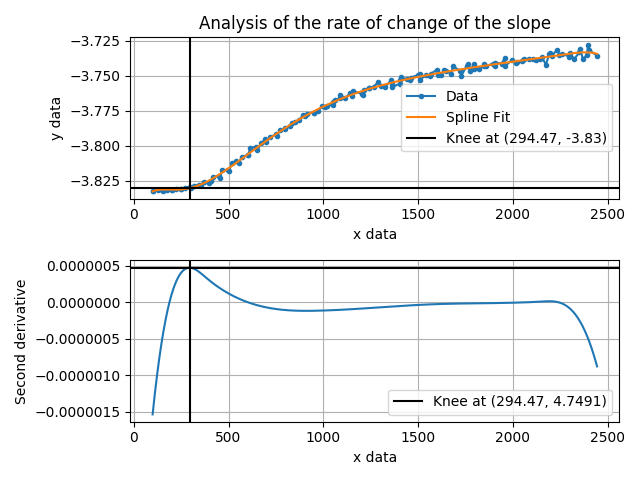 Analysis of the rate of change of the slope
−3.725
−3.750
−3.775
−3.800
−3.825
y data
Data
Spline Fit
Knee at (294.47, -3.83)
0 500 1000 1500 2000 2500
x data
0.0000005
0.0000000
−0.0000005
−0.0000010
−0.0000015
Second derivative
Knee at (294.47, 4.7491)
0 500 1000 1500 2000 2500
x data